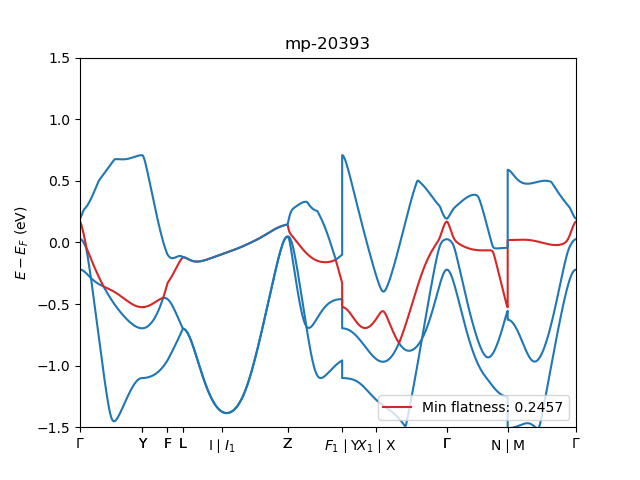 mp-20393
1.5
1.0
0.5
0.0
−0.5
−1.0
−1.5
E − E_F (eV)
Min flatness: 0.2457
Γ Y F L I | I₁ Z F₁ | Y X₁ | X Γ N | M Γ